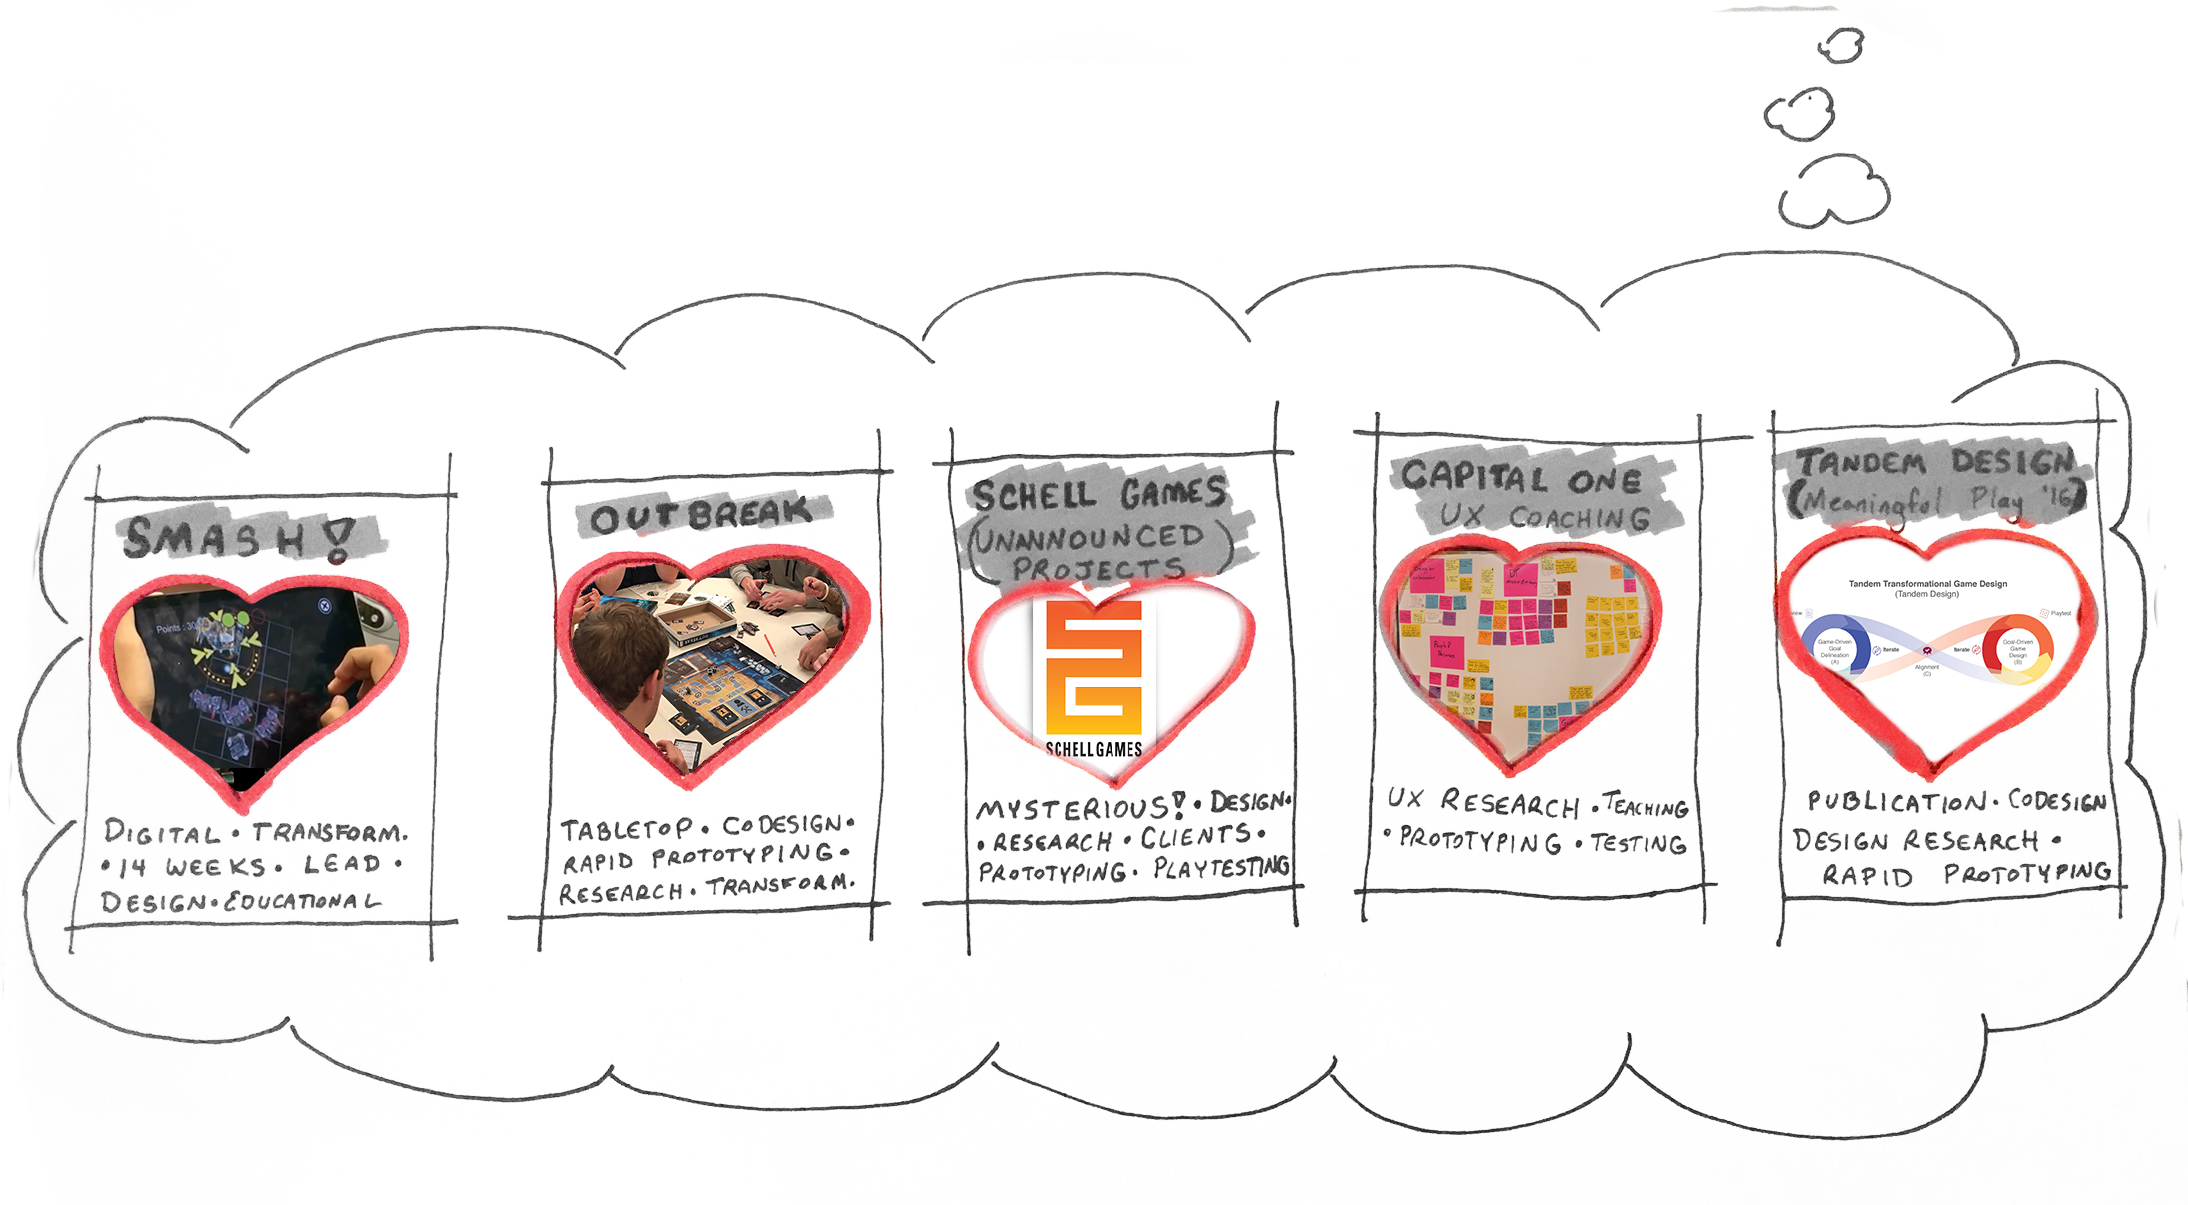 SMASH!
Points : 30
DIGITAL • TRANSFORM.
• 14 WEEKS • LEAD •
DESIGN • EDUCATIONAL
OUTBREAK
TABLETOP • CODESIGN •
RAPID PROTOTYPING •
RESEARCH • TRANSFORM.
SCHELL GAMES
(UNANNOUNCED
PROJECTS)
SCHELL GAMES
MYSTERIOUS! • DESIGN •
• RESEARCH • CLIENTS •
PROTOTYPING • PLAYTESTING
CAPITAL ONE
UX COACHING
UX RESEARCH • TEACHING
• PROTOTYPING • TESTING
TANDEM DESIGN
(Meaningful Play '16)
Tandem Transformational Game Design
(Tandem Design)
Playtest
Game-Driven
Goal
Delineation
(A)
Iterate
Alignment
(C)
Iterate
Goal-Driven
Game
Design
(B)
PUBLICATION • CODESIGN
DESIGN RESEARCH •
RAPID PROTOTYPING